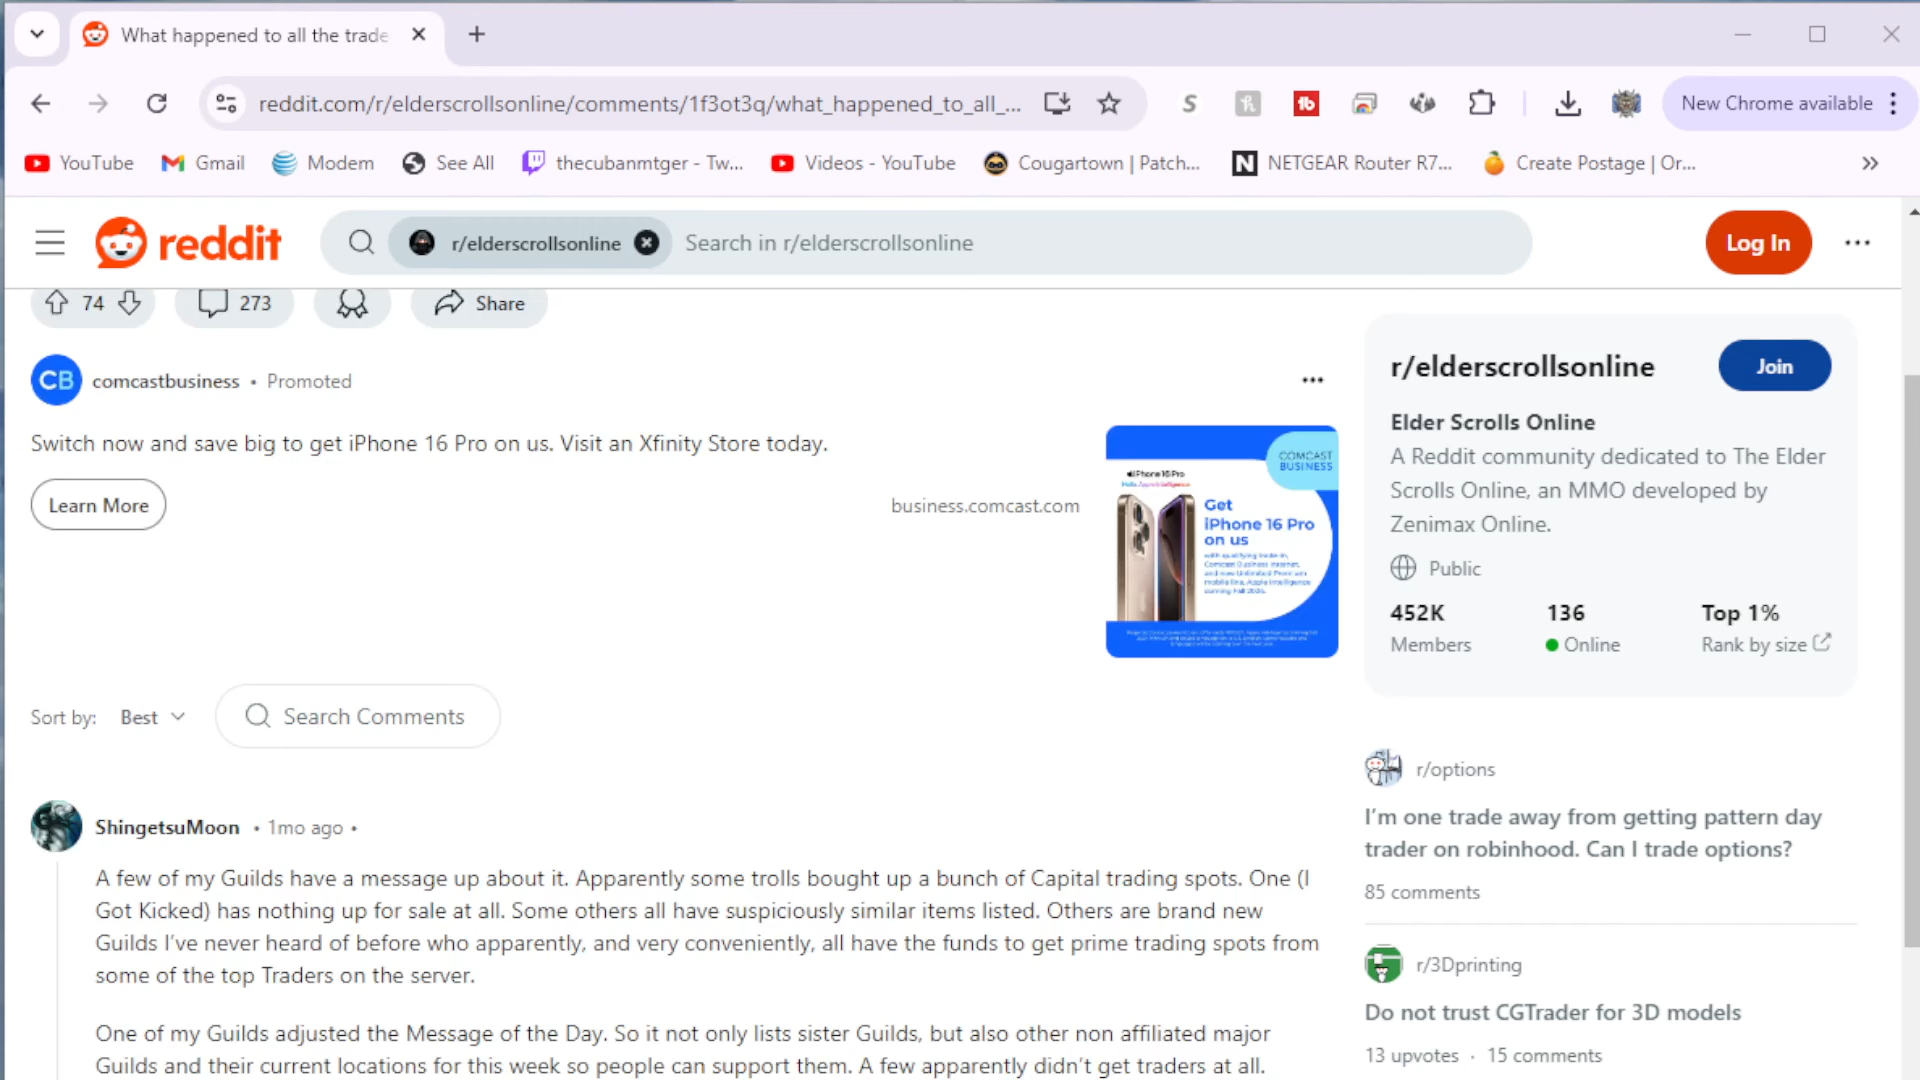 What happened to all the trade
reddit.com/r/elderscrollsonline/comments/1f3ot3q/what_happened_to_all_...
New Chrome available
YouTube
Gmail
Modem
See All
thecubanmtger - Tw...
Videos - YouTube
Cougartown | Patch...
NETGEAR Router R7...
Create Postage | Or...
reddit
r/elderscrollsonline
Search in r/elderscrollsonline
Log In
74
273
Share
CB comcastbusiness • Promoted
Switch now and save big to get iPhone 16 Pro on us. Visit an Xfinity Store today.
Learn More
business.comcast.com
COMCAST
BUSINESS
iPhone 16 Pro
Get
iPhone 16 Pro
on us
r/elderscrollsonline
Join
Elder Scrolls Online
A Reddit community dedicated to The Elder
Scrolls Online, an MMO developed by
Zenimax Online.
Public
452K
Members
136
Online
Top 1%
Rank by size
Sort by: Best
Search Comments
ShingetsuMoon • 1mo ago •
A few of my Guilds have a message up about it. Apparently some trolls bought up a bunch of Capital trading spots. One (I
Got Kicked) has nothing up for sale at all. Some others all have suspiciously similar items listed. Others are brand new
Guilds I've never heard of before who apparently, and very conveniently, all have the funds to get prime trading spots from
some of the top Traders on the server.
One of my Guilds adjusted the Message of the Day. So it not only lists sister Guilds, but also other non affiliated major
Guilds and their current locations for this week so people can support them. A few apparently didn't get traders at all.
r/options
I'm one trade away from getting pattern day
trader on robinhood. Can I trade options?
85 comments
r/3Dprinting
Do not trust CGTrader for 3D models
13 upvotes · 15 comments